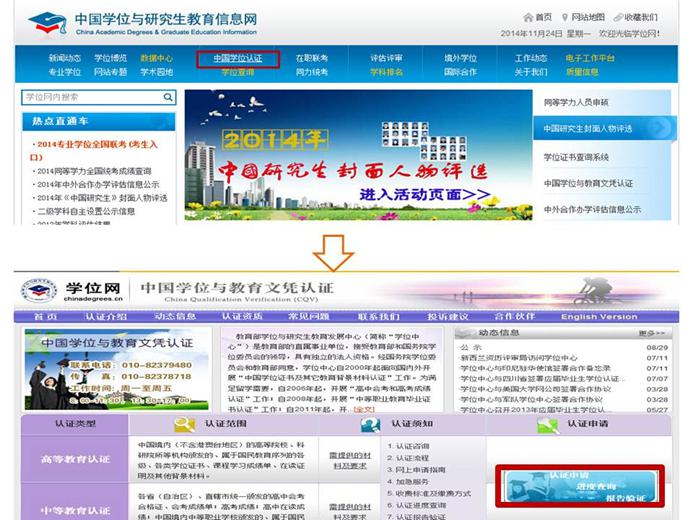 中国学位与研究生教育信息网
China Academic Degrees & Graduate Education Information
首页 网站地图 收藏我们
2014年11月24日 星期一 欢迎光临学位网!
新闻动态 学位博览 数据中心 中国学位认证 在职联考 评估评审 境外学位 工作动态 电子工作平台
专业学位 网站专题 学术园地 学位查询 同力统考 学科排名 国际合作 关于我们 质量信息
学位网内搜索
热点直通车
2014专业学位全国联考(考生入口)
2014同等学力全国统考成绩查询
2014年中外合作办学评估信息公示
2014年《中国研究生》封面人物评选
二级学科自主设置公示信息
2014年
中國研究生封面人物評選
进入活动页面>>
同等学力人员申硕
中国研究生封面人物评选
学位证书查询系统
中国学位与教育文凭认证
中外合作办学评估信息公示
学位网
chinadegrees.cn
中国学位与教育文凭认证
China Qualification Verification (CQV)
首 页 认证介绍 动态信息 认证资质 常见问题 联系我们 投诉建议 合作伙伴 English Version
中国学位与教育文凭认证
联系电话: 010-82379480
传 真: 010-82378718
工作时间: 周一至周五
教育部学位与研究生教育发展中心(简称“学位中
心”)是教育部的直属事业单位,接受教育部和国务院学
位委员会的领导,具有独立的法人资格。经国务院学位委
员会和教育部同意,学位中心自2000年起面向国内外开
展“中国学位证书及其它教育背景材料认证”工作。为满
足留学需要,自2006年起,开展“高中会考和高考成绩
认证”工作;自2008年起,开展“中等职业教育毕业
证书认证”工作;自2011年起,开...[全文]
动态信息 更多>>
公 示 08/29
新西兰资历评审局访问学位中心 07/11
学位中心与印尼驻华使馆签署合作备忘录 07/11
学位中心与四川省签署应届毕业生学位认证... 07/07
学位中心与美国大学网公司签署合作协议 06/18
学位中心与军队学位中心签署合作协议 03/28
学位中心召开2013年应届毕业生学位认... 05/27
认证类型 认证范围 认证须知 认证申请
高等教育认证
中国境内(不含港澳台地区)的高等院校、科
研院所等机构颁发的,属于国民教育序列的各
级、各类学位证书、课程学习成绩单、在读证
明及其他背景材料。
需提供的材料及要求
1. 认证咨询
2. 认证流程
3. 网上申请指南
4. 加急服务
5. 收费标准及缴费方式
6. 认证进度查询
7. 认证报告验证
认证申请
进度查询
报告验证
中等教育认证
各省(自治区)、直辖市统一颁发的高中会考
合格证、会考成绩单;高考成绩;高中在读成
绩;中国境内中等职业学校颁发的,属于国民
需提供的材料及要求